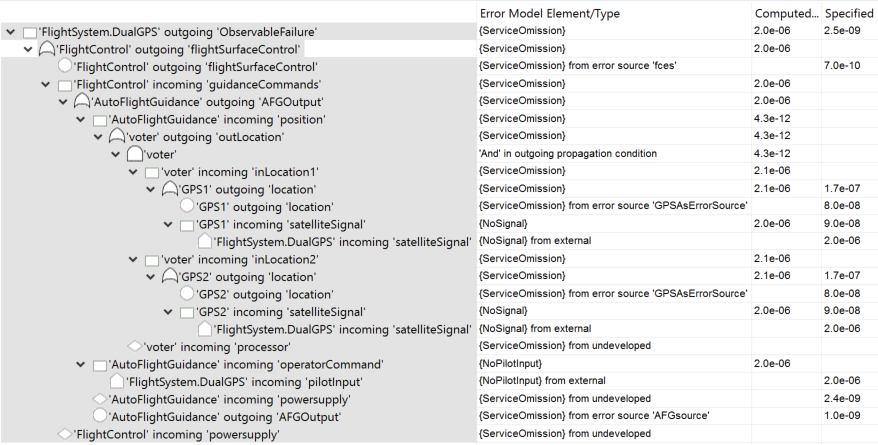 Error Model Element/Type Computed... Specified
'FlightSystem.DualGPS' outgoing 'ObservableFailure' {ServiceOmission} 2.0e-06 2.5e-09
'FlightControl' outgoing 'flightSurfaceControl' {ServiceOmission} 2.0e-06
'FlightControl' outgoing 'flightSurfaceControl' {ServiceOmission} from error source 'fces' 7.0e-10
'FlightControl' incoming 'guidanceCommands' {ServiceOmission} 2.0e-06
'AutoFlightGuidance' outgoing 'AFGOutput' {ServiceOmission} 2.0e-06
'AutoFlightGuidance' incoming 'position' {ServiceOmission} 4.3e-12
'voter' outgoing 'outLocation' {ServiceOmission} 4.3e-12
'voter' 'And' in outgoing propagation condition 4.3e-12
'voter' incoming 'inLocation1' {ServiceOmission} 2.1e-06
'GPS1' outgoing 'location' {ServiceOmission} 2.1e-06 1.7e-07
'GPS1' outgoing 'location' {ServiceOmission} from error source 'GPSAsErrorSource' 8.0e-08
'GPS1' incoming 'satelliteSignal' {NoSignal} 2.0e-06 9.0e-08
'FlightSystem.DualGPS' incoming 'satelliteSignal' {NoSignal} from external 2.0e-06
'voter' incoming 'inLocation2' {ServiceOmission} 2.1e-06
'GPS2' outgoing 'location' {ServiceOmission} 2.1e-06 1.7e-07
'GPS2' outgoing 'location' {ServiceOmission} from error source 'GPSAsErrorSource' 8.0e-08
'GPS2' incoming 'satelliteSignal' {NoSignal} 2.0e-06 9.0e-08
'FlightSystem.DualGPS' incoming 'satelliteSignal' {NoSignal} from external 2.0e-06
'voter' incoming 'processor' {ServiceOmission} from undeveloped
'AutoFlightGuidance' incoming 'operatorCommand' {NoPilotInput} 2.0e-06
'FlightSystem.DualGPS' incoming 'pilotInput' {NoPilotInput} from external 2.0e-06
'AutoFlightGuidance' incoming 'powersupply' {ServiceOmission} from undeveloped 2.4e-09
'AutoFlightGuidance' outgoing 'AFGOutput' {ServiceOmission} from error source 'AFGsource' 1.0e-09
'FlightControl' incoming 'powersupply' {ServiceOmission} from undeveloped